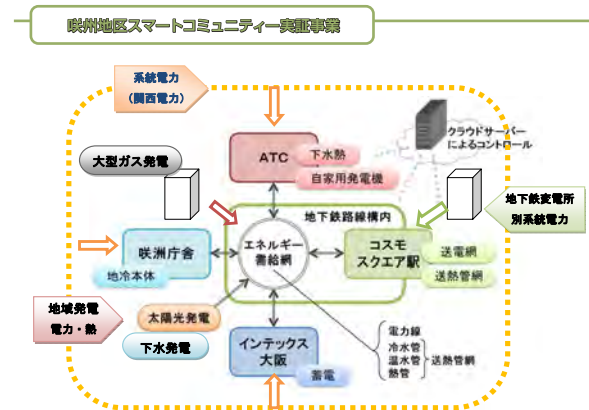 咲州地区スマートコミュニティー実証事業
系統電力
(関西電力)
クラウドサーバー
によるコントロール
ATC
下水熱
自家用発電機
大型ガス発電
地下鉄変電所
別系統電力
地下鉄路線構内
咲洲庁舎
地冷本体
エネルギー
需給網
コスモ
スクエア駅
送電網
送熱管網
地域発電
電力・熱
太陽光発電
下水発電
インテックス
大阪
蓄電
電力線
冷水管
温水管
熱管
送熱管網